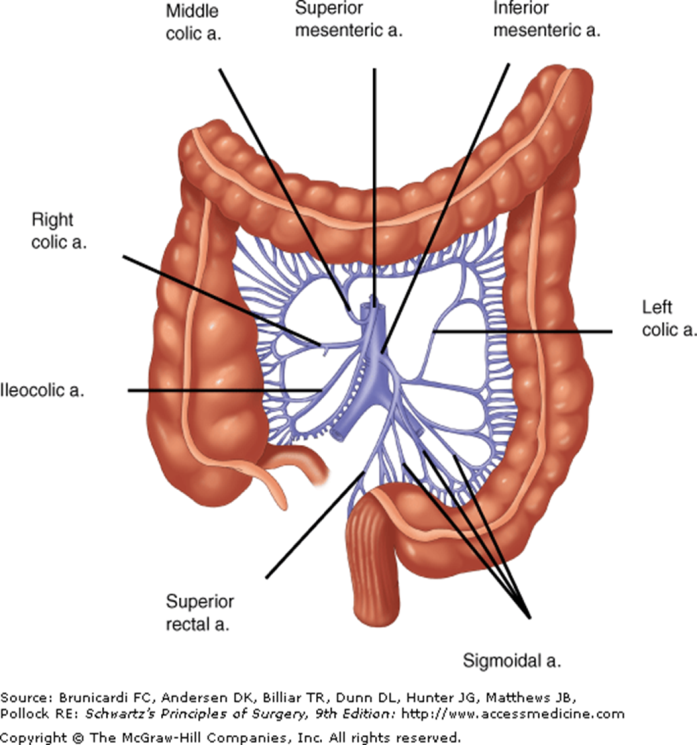 Middle
colic a.
Superior
mesenteric a.
Inferior
mesenteric a.
Right
colic a.
Left
colic a.
Ileocolic a.
Superior
rectal a.
Sigmoidal a.
Source: Brunicardi FC, Andersen DK, Billiar TR, Dunn DL, Hunter JG, Matthews JB,
Pollock RE: Schwartz's Principles of Surgery, 9th Edition: http://www.accessmedicine.com
Copyright © The McGraw-Hill Companies, Inc. All rights reserved.